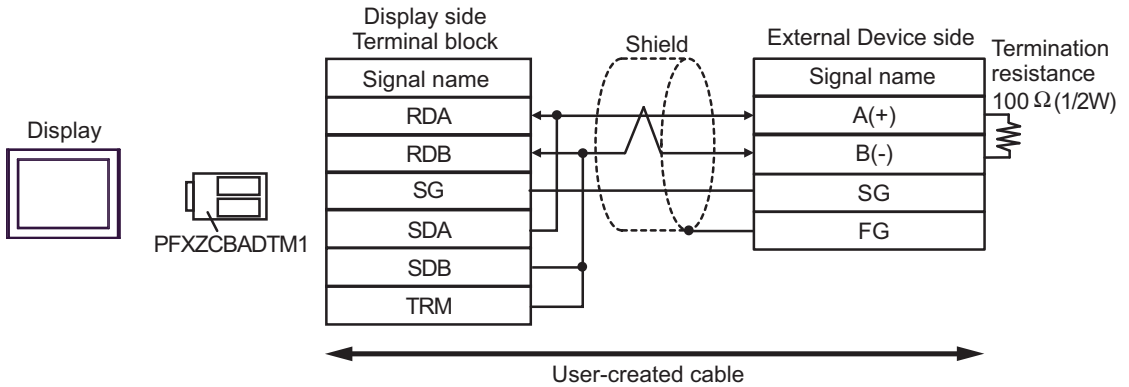 Display side
Terminal block
Shield
External Device side
Termination
resistance
100 Ω (1/2W)
Signal name
Signal name
RDA
A(+)
Display
RDB
B(-)
SG
SG
PFXZCBADTM1
SDA
FG
SDB
TRM
User-created cable